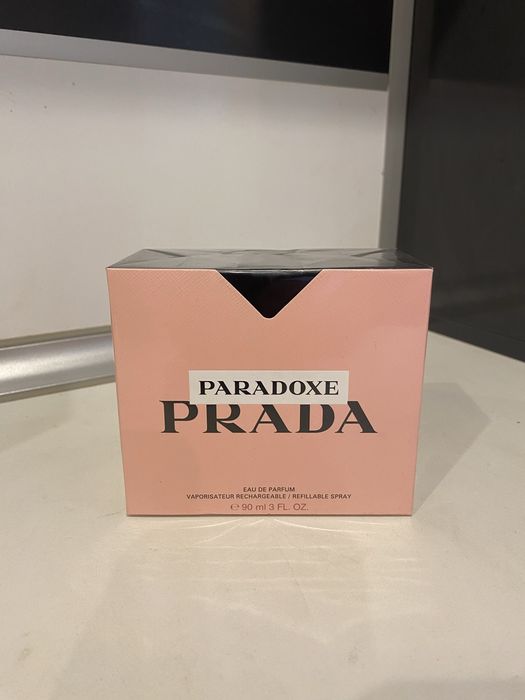 PARADOXE
PRADA
EAU DE PARFUM
VAPORISATEUR RECHARGEABLE / REFILLABLE SPRAY
℮ 90 ml 3 FL. OZ.